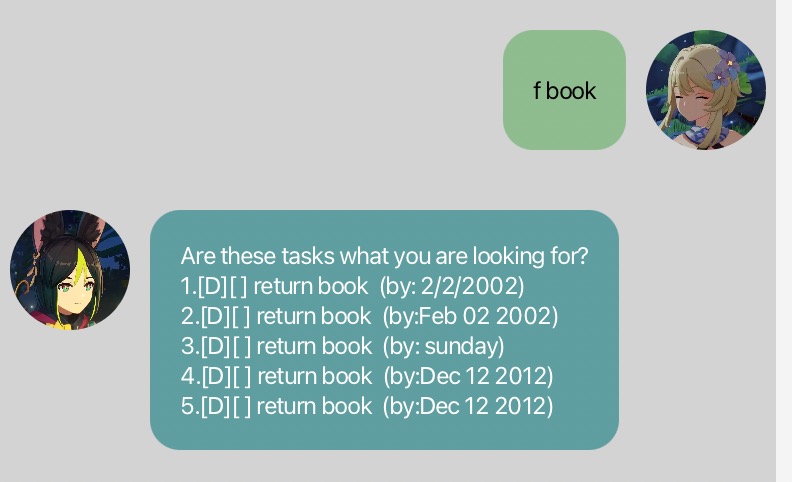 f book
Are these tasks what you are looking for?
1.[D][ ] return book  (by: 2/2/2002)
2.[D][ ] return book  (by:Feb 02 2002)
3.[D][ ] return book  (by: sunday)
4.[D][ ] return book  (by:Dec 12 2012)
5.[D][ ] return book  (by:Dec 12 2012)